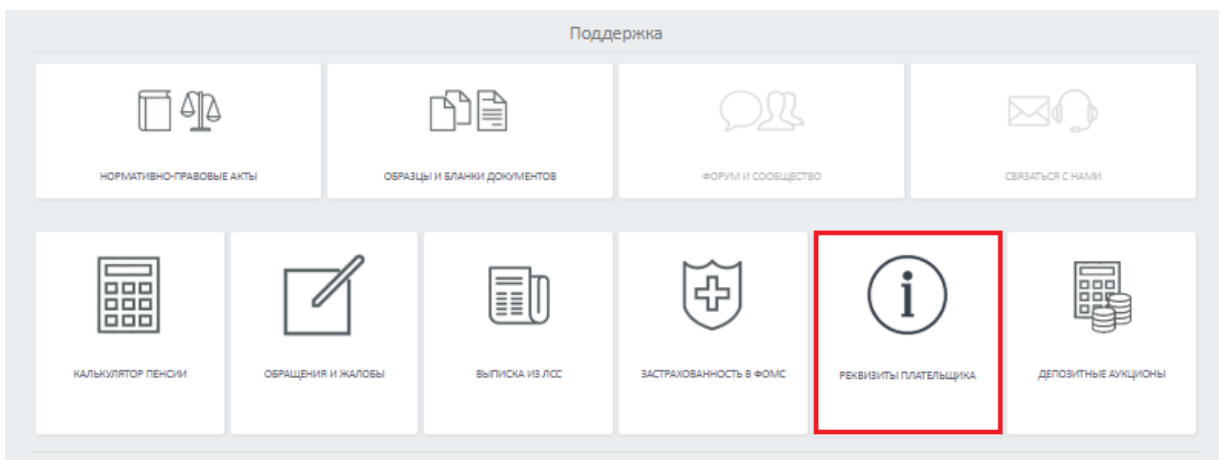 Поддержка
НОРМАТИВНО-ПРАВОВЫЕ АКТЫ
ОБРАЗЦЫ И БЛАНКИ ДОКУМЕНТОВ
ФОРУМ И СООБЩЕСТВО
СВЯЗАТЬСЯ С НАМИ
КАЛЬКУЛЯТОР ПЕНСИИ
ОБРАЩЕНИЯ И ЖАЛОБЫ
ВЫПИСКА ИЗ ЛСС
ЗАСТРАХОВАННОСТЬ В ФОМС
РЕКВИЗИТЫ ПЛАТЕЛЬЩИКА
ДЕПОЗИТНЫЕ АУКЦИОНЫ